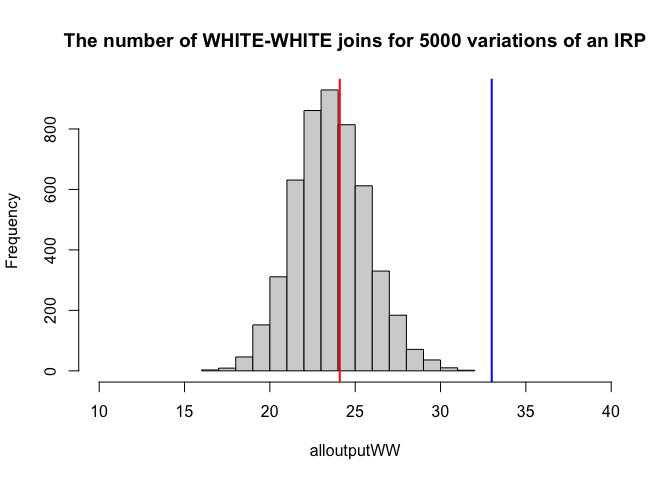 The number of WHITE-WHITE joins for 5000 variations of an IRP
Frequency
800
600
400
200
0
10 15 20 25 30 35 40
alloutputWW